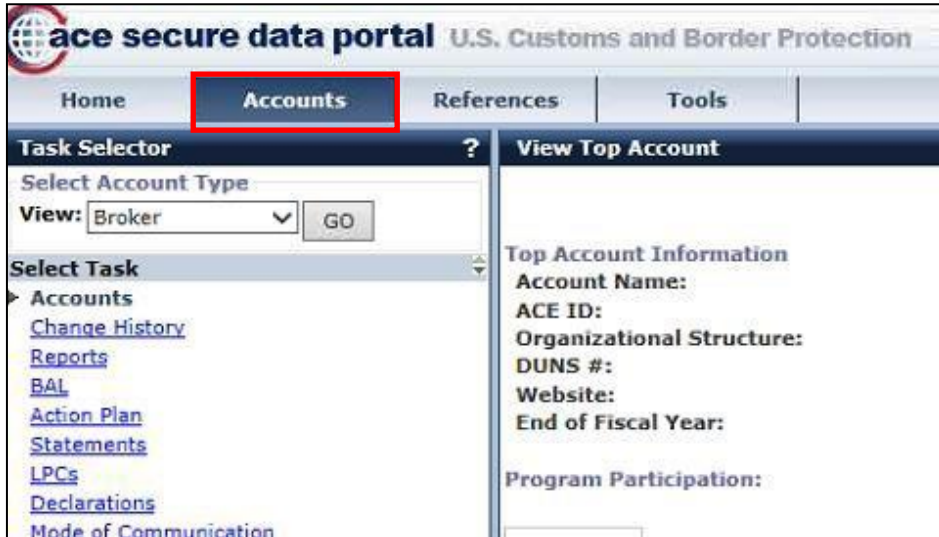 ace secure data portal U.S. Customs and Border Protection
Home Accounts References Tools
Task Selector ?
Select Account Type
View: Broker GO
Select Task
Accounts
Change History
Reports
BAL
Action Plan
Statements
LPCs
Declarations
Mode of Communication
View Top Account
Top Account Information
Account Name:
ACE ID:
Organizational Structure:
DUNS #:
Website:
End of Fiscal Year:
Program Participation: